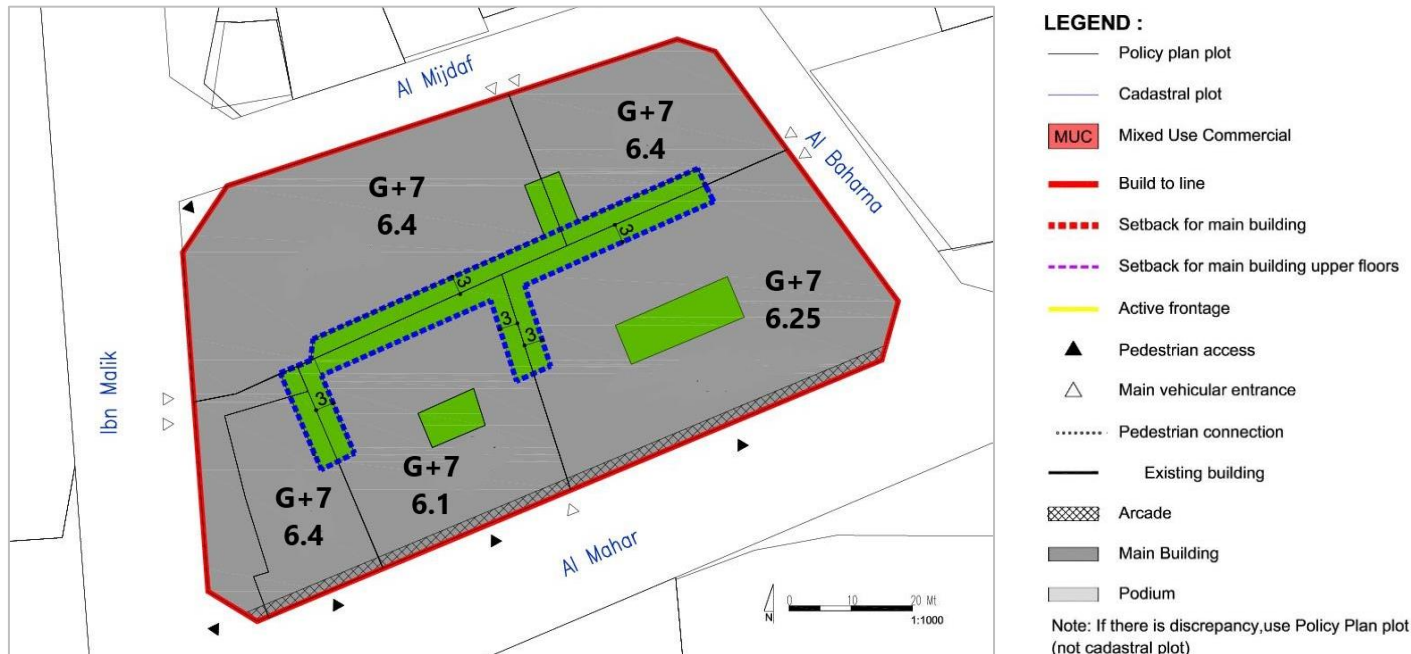 Al Mijdaf
Al Baharna
Ibn Malik
Al Mahar
G+7
6.4
G+7
6.4
G+7
6.25
G+7
6.1
G+7
6.4
3
3
3
3
3
N
0 10 20 Mt
1:1000
LEGEND :
Policy plan plot
Cadastral plot
MUC Mixed Use Commercial
Build to line
Setback for main building
Setback for main building upper floors
Active frontage
Pedestrian access
Main vehicular entrance
Pedestrian connection
Existing building
Arcade
Main Building
Podium
Note: If there is discrepancy,use Policy Plan plot
(not cadastral plot)